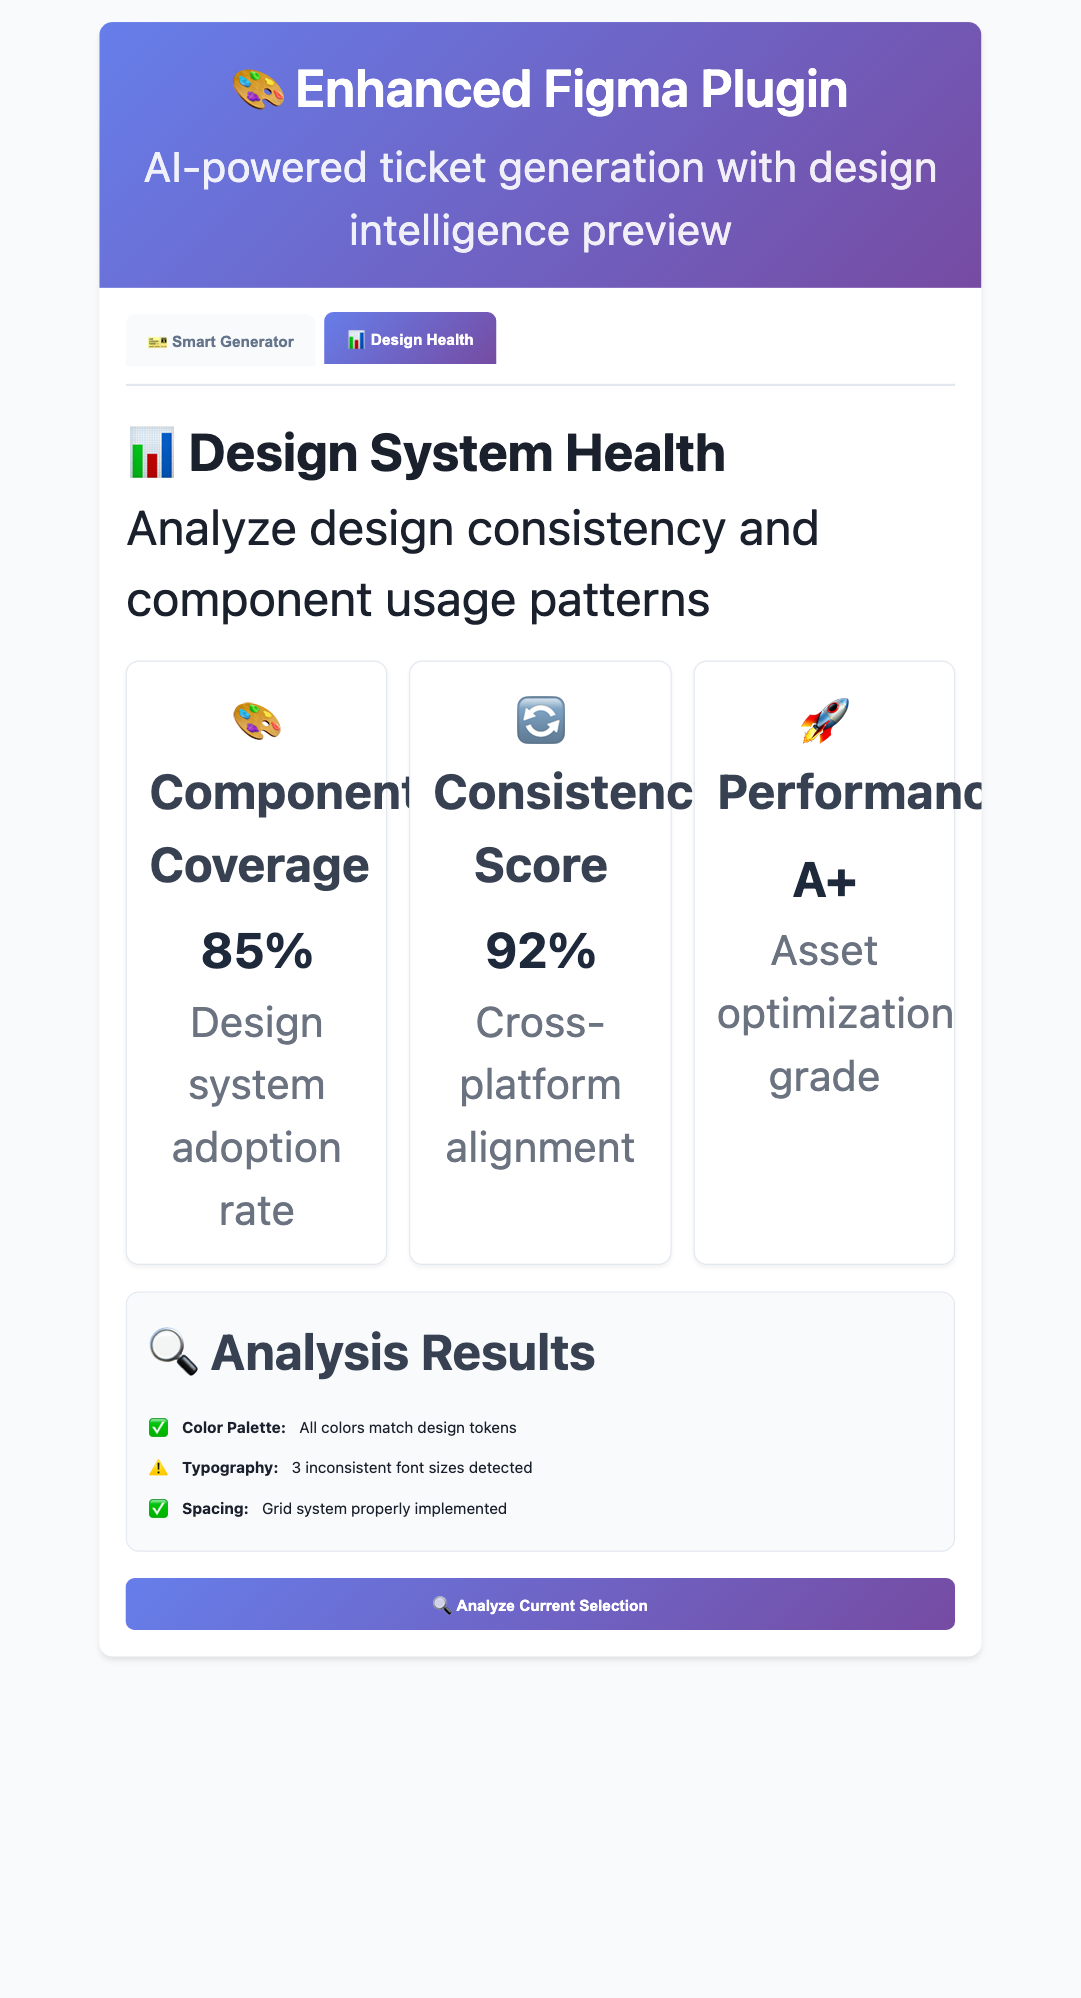 🎨 Enhanced Figma Plugin
AI-powered ticket generation with design
intelligence preview
🎫 Smart Generator
📊 Design Health
📊 Design System Health
Analyze design consistency and
component usage patterns
🎨
Component
Coverage
85%
Design
system
adoption
rate
🔄
Consistenc
Score
92%
Cross-
platform
alignment
🚀
Performanc
A+
Asset
optimization
grade
🔍 Analysis Results
✅ Color Palette: All colors match design tokens
⚠️ Typography: 3 inconsistent font sizes detected
✅ Spacing: Grid system properly implemented
🔍 Analyze Current Selection